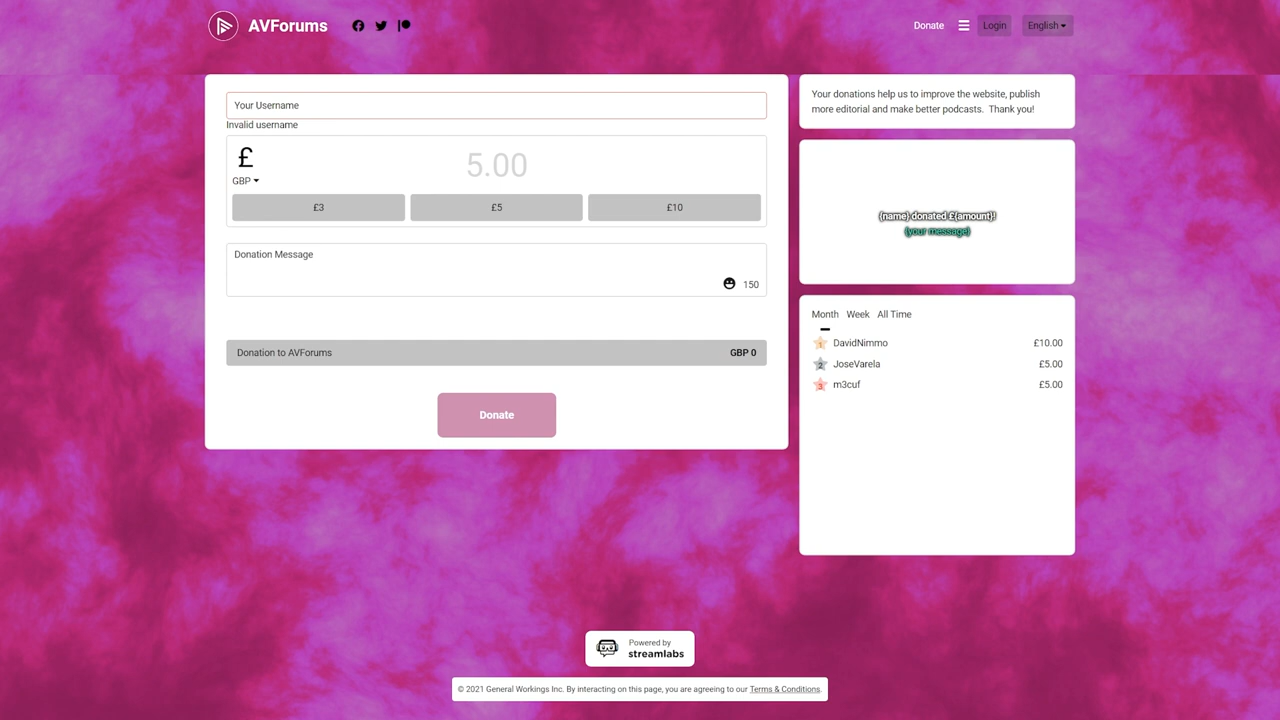 AVForums
Donate
Login
English
Your Username
Invalid username
£
5.00
GBP
£3
£5
£10
Donation Message
150
Donation to AVForums
GBP 0
Donate
Your donations help us to improve the website, publish
more editorial and make better podcasts. Thank you!
{name} donated £{amount}!
{your message}
Month Week All Time
1 DavidNimmo £10.00
2 JoseVarela £5.00
3 m3cuf £5.00
Powered by
streamlabs
© 2021 General Workings Inc. By interacting on this page, you are agreeing to our Terms & Conditions.